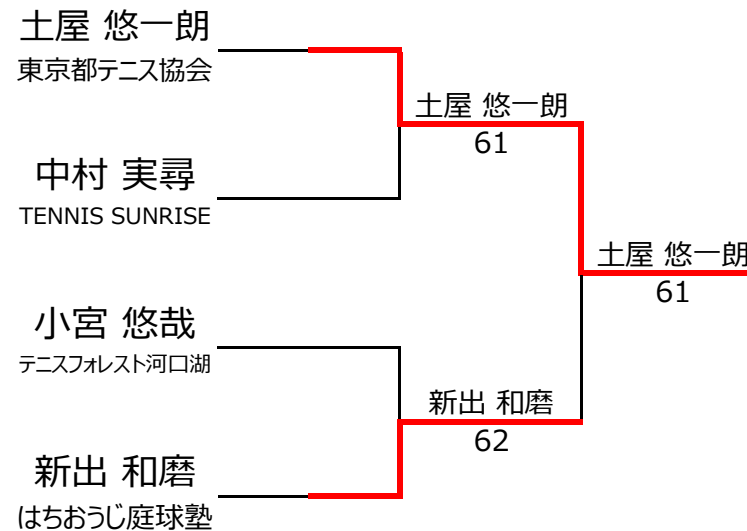 土屋 悠一朗
東京都テニス協会
土屋 悠一朗
61
中村 実尋
TENNIS SUNRISE
土屋 悠一朗
61
小宮 悠哉
テニスフォレスト河口湖
新出 和磨
62
新出 和磨
はちおうじ庭球塾